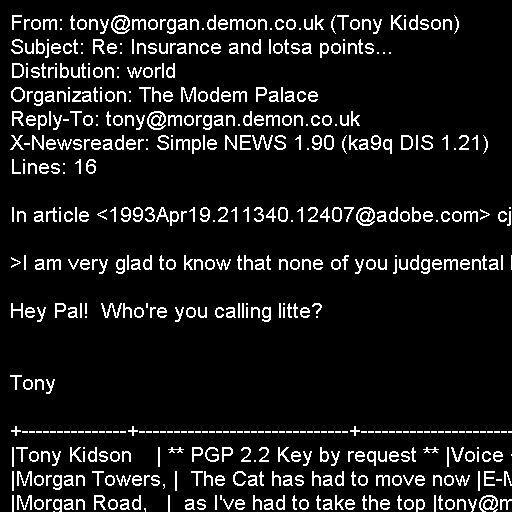 From: tony@morgan.demon.co.uk (Tony Kidson)
Subject: Re: Insurance and lotsa points...
Distribution: world
Organization: The Modem Palace
Reply-To: tony@morgan.demon.co.uk
X-Newsreader: Simple NEWS 1.90 (ka9q DIS 1.21)
Lines: 16

In article <1993Apr19.211340.12407@adobe.com> cj

>I am very glad to know that none of you judgemental

Hey Pal!  Who're you calling litte?

Tony

+---------------+------------------------------+----------------------
|Tony Kidson    | ** PGP 2.2 Key by request ** |Voice
|Morgan Towers, |  The Cat has had to move now |E-M
|Morgan Road,   |  as I've had to take the top |tony@m